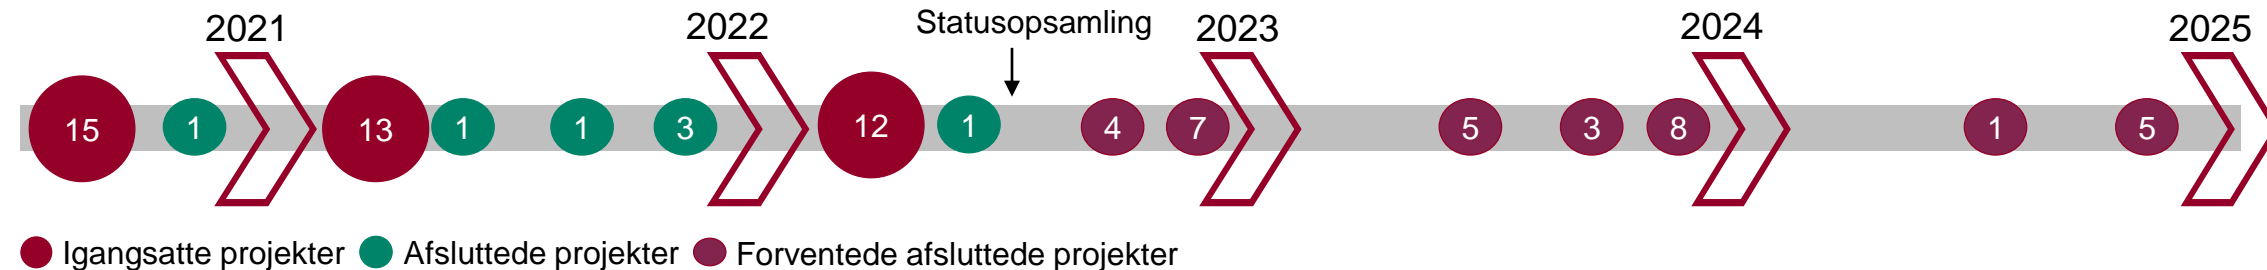 2021 2022 Statusopsamling 2023 2024 2025
15 1 13 1 1 3 12 1 4 7 5 3 8 1 5
Igangsatte projekter Afsluttede projekter Forventede afsluttede projekter